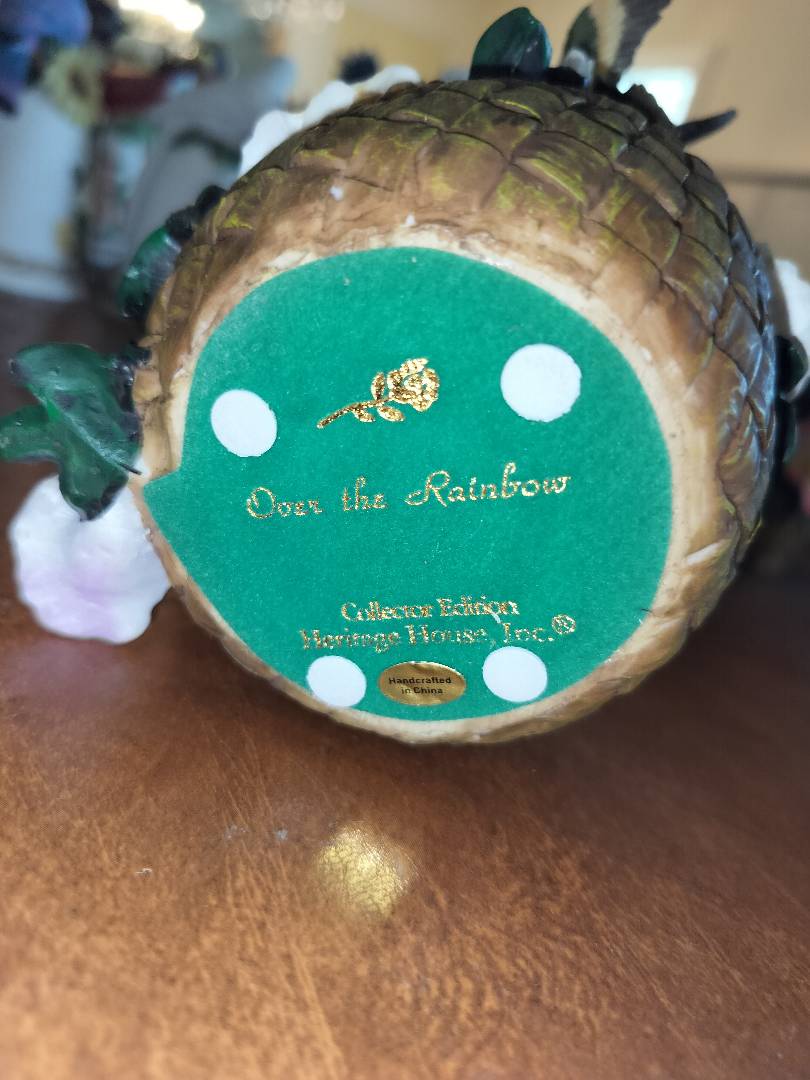 Over the Rainbow
Collector Edition
Heritage House, Inc.®
Handcrafted
in China